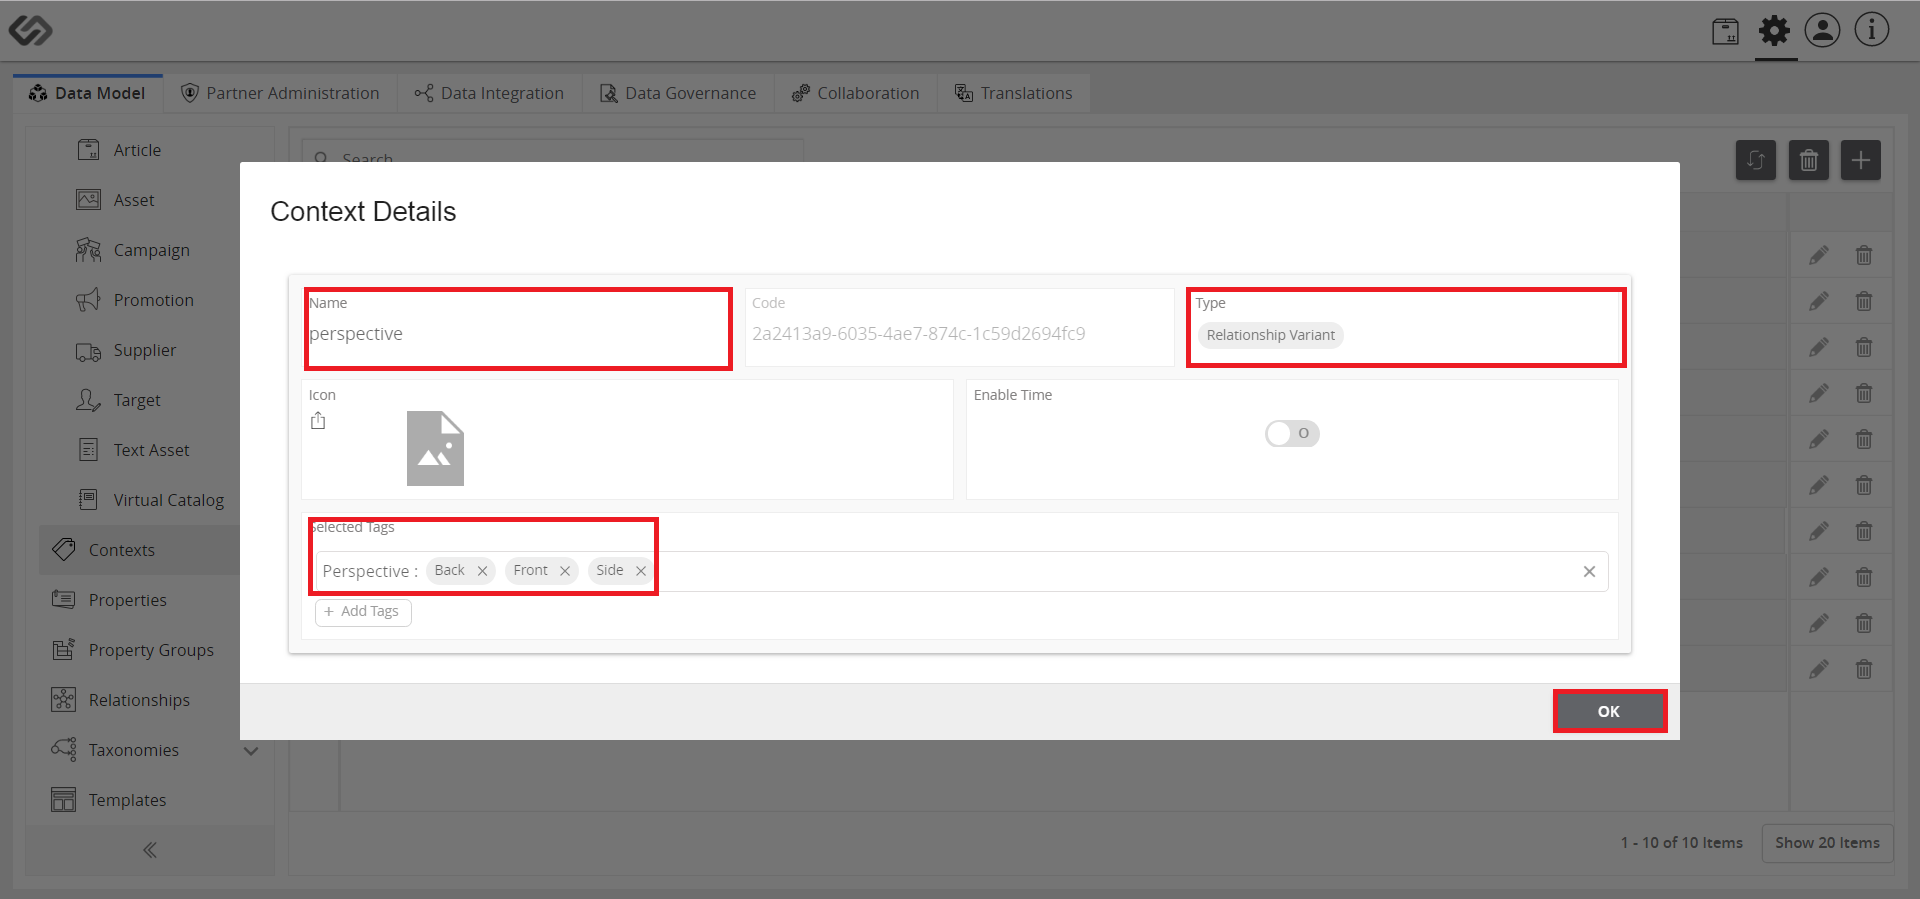 Data Model
Partner Administration
Data Integration
Data Governance
Collaboration
Translations
Article
Asset
Campaign
Promotion
Supplier
Target
Text Asset
Virtual Catalog
Contexts
Properties
Property Groups
Relationships
Taxonomies
Templates
Search
Context Details
Name
perspective
Code
2a2413a9-6035-4ae7-874c-1c59d2694fc9
Type
Relationship Variant
Icon
Enable Time
O
Selected Tags
Perspective : Back Front Side
+ Add Tags
OK
1 - 10 of 10 Items
Show 20 Items